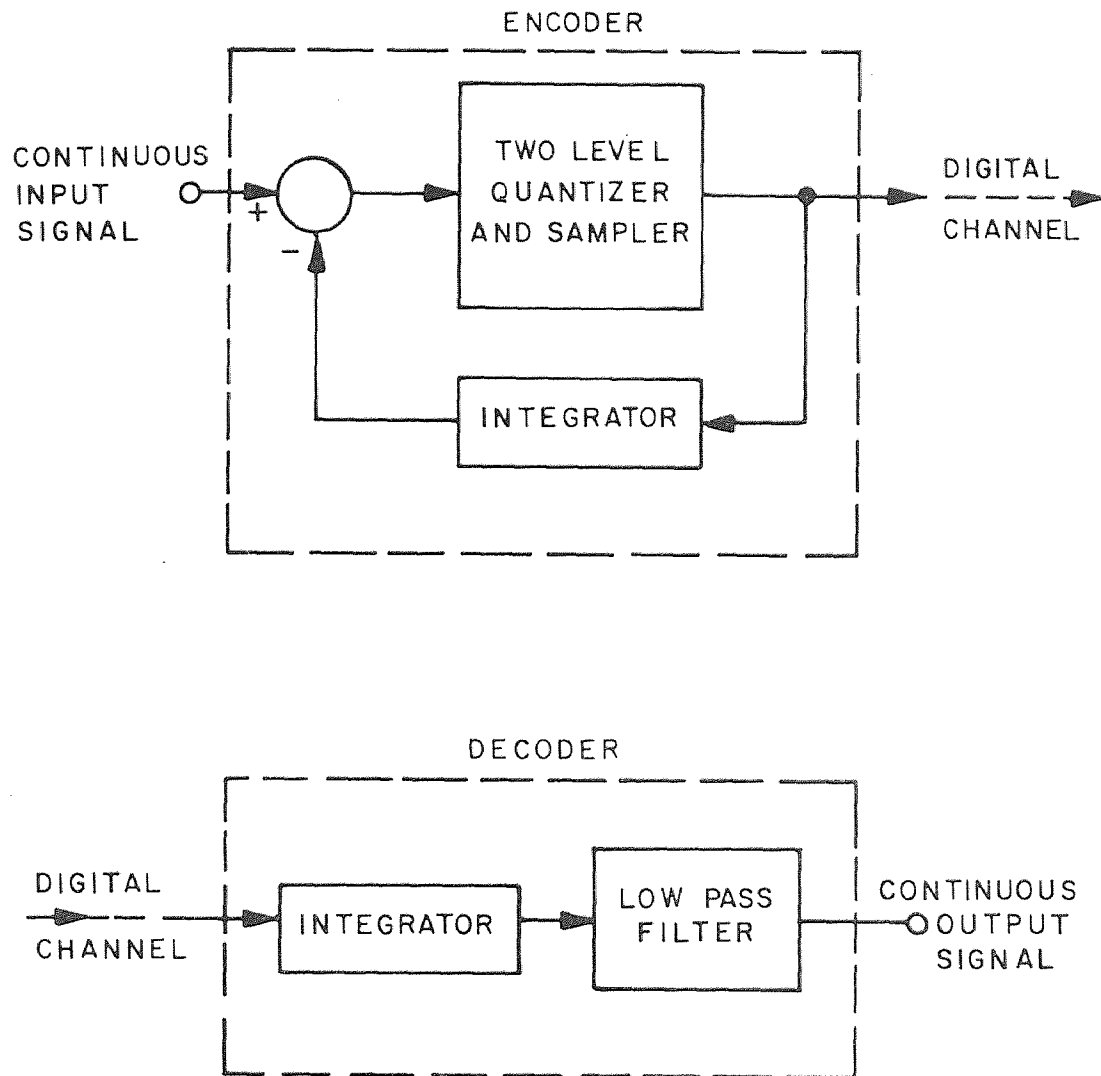 ENCODER
CONTINUOUS
INPUT
SIGNAL
+
-
TWO LEVEL
QUANTIZER
AND SAMPLER
DIGITAL
CHANNEL
INTEGRATOR
DECODER
DIGITAL
CHANNEL
INTEGRATOR
LOW PASS
FILTER
CONTINUOUS
OUTPUT
SIGNAL